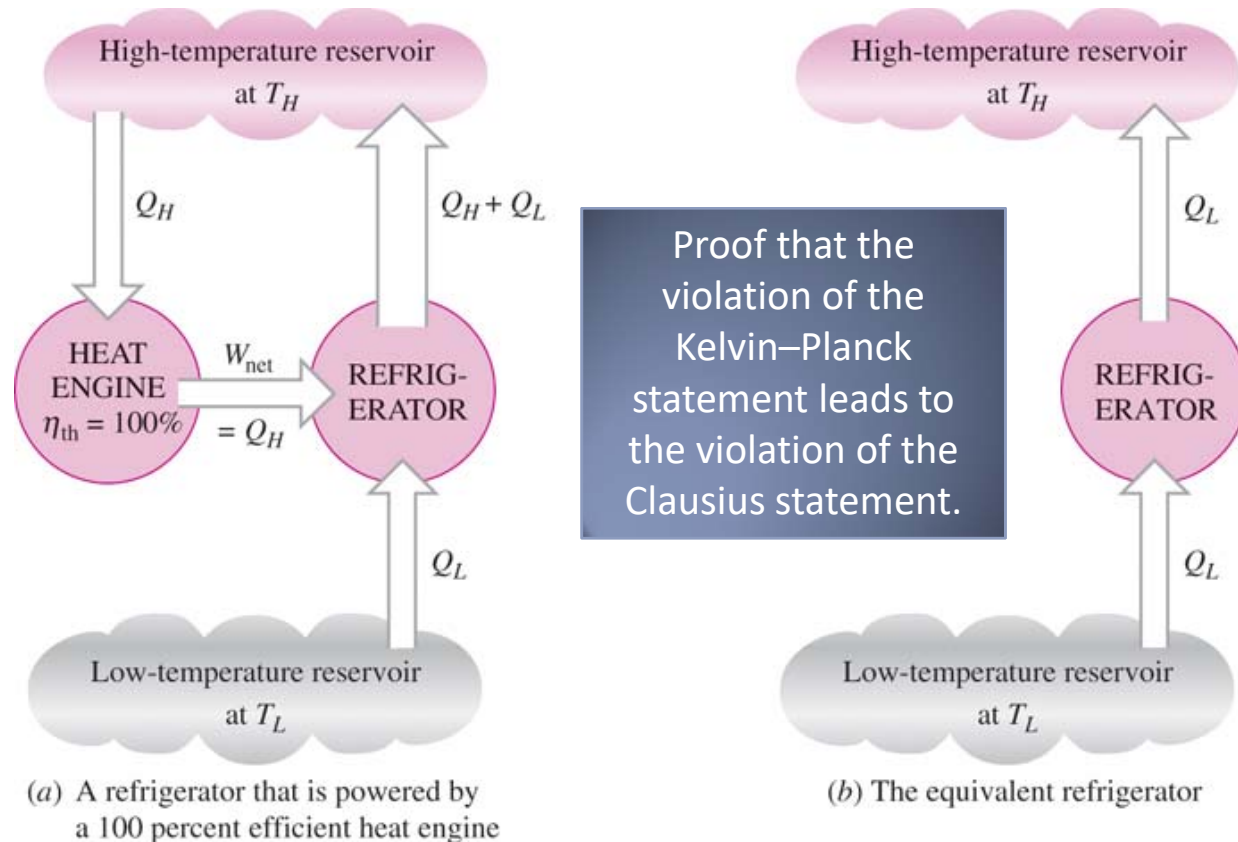 High-temperature reservoir
at T_H
Q_H
Q_H + Q_L
HEAT
ENGINE
η_th = 100%
W_net
= Q_H
REFRIG-
ERATOR
Q_L
Low-temperature reservoir
at T_L
(a) A refrigerator that is powered by
a 100 percent efficient heat engine
Proof that the
violation of the
Kelvin–Planck
statement leads to
the violation of the
Clausius statement.
High-temperature reservoir
at T_H
Q_L
REFRIG-
ERATOR
Q_L
Low-temperature reservoir
at T_L
(b) The equivalent refrigerator